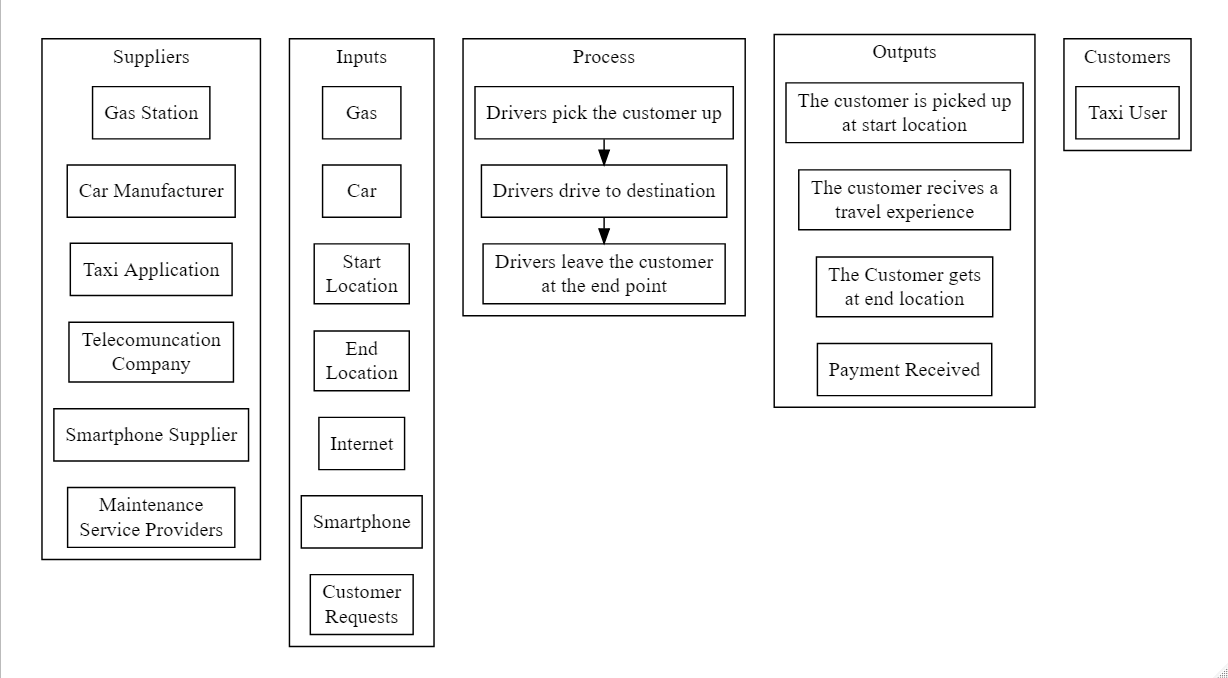 Suppliers
Gas Station
Car Manufacturer
Taxi Application
Telecomuncation
Company
Smartphone Supplier
Maintenance
Service Providers
Inputs
Gas
Car
Start
Location
End
Location
Internet
Smartphone
Customer
Requests
Process
Drivers pick the customer up
Drivers drive to destination
Drivers leave the customer
at the end point
Outputs
The customer is picked up
at start location
The customer recives a
travel experience
The Customer gets
at end location
Payment Received
Customers
Taxi User